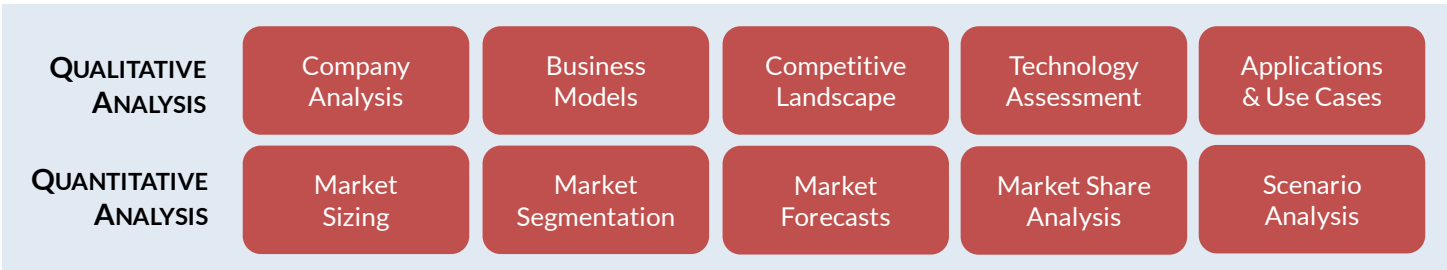 QUALITATIVE
ANALYSIS
Company
Analysis
Business
Models
Competitive
Landscape
Technology
Assessment
Applications
& Use Cases
QUANTITATIVE
ANALYSIS
Market
Sizing
Market
Segmentation
Market
Forecasts
Market Share
Analysis
Scenario
Analysis